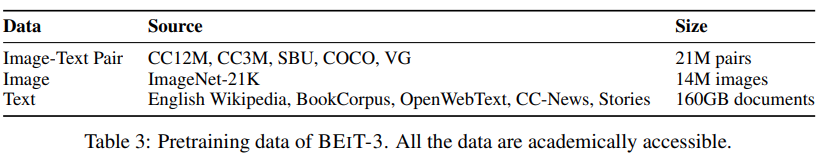 Data Source Size
Image-Text Pair CC12M, CC3M, SBU, COCO, VG 21M pairs
Image ImageNet-21K 14M images
Text English Wikipedia, BookCorpus, OpenWebText, CC-News, Stories 160GB documents
Table 3: Pretraining data of BEIT-3. All the data are academically accessible.